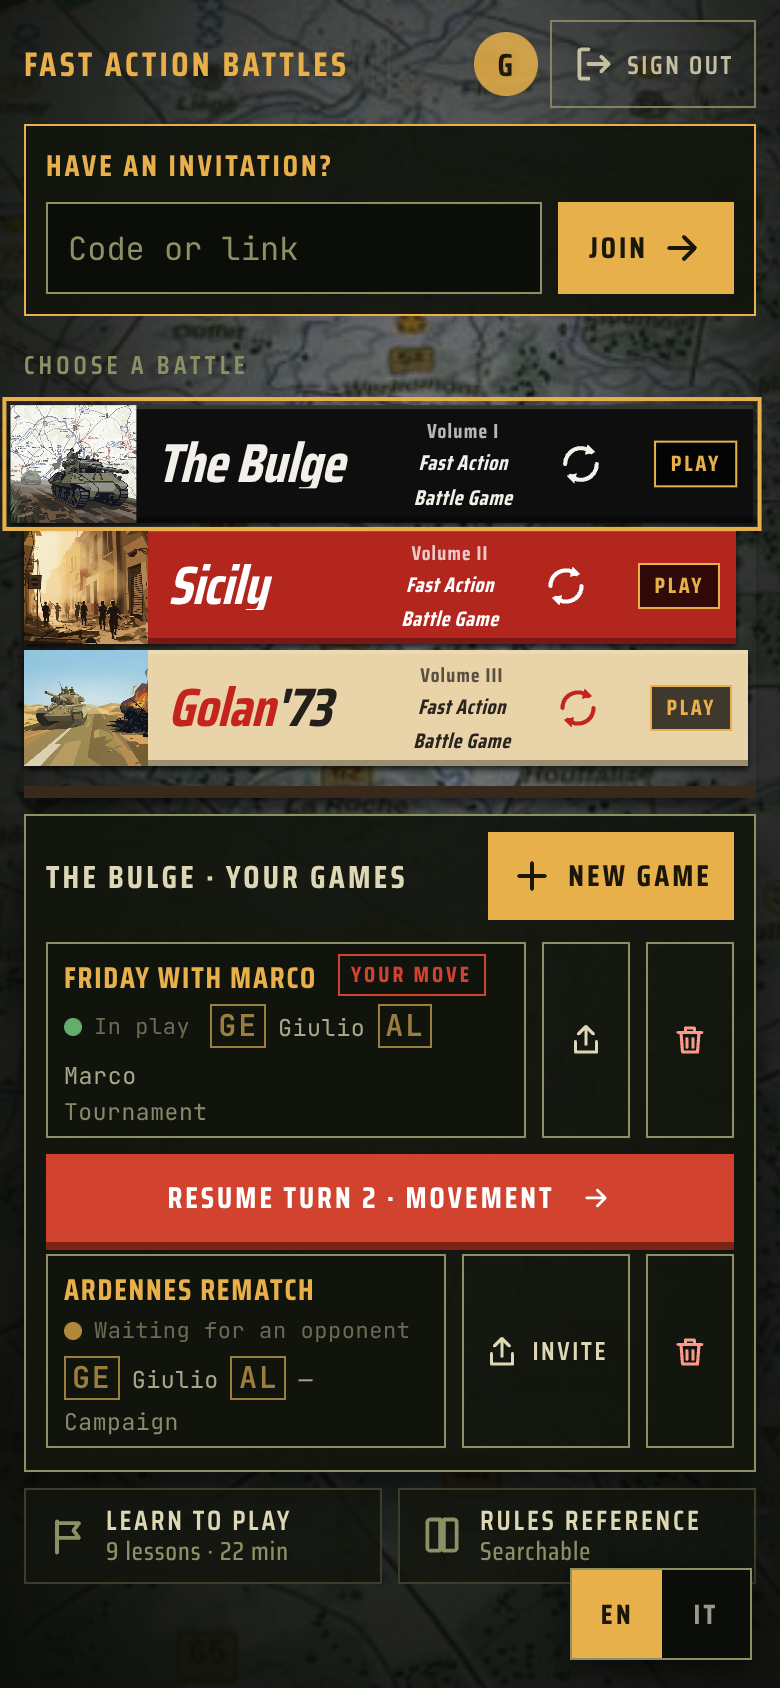 FAST ACTION BATTLES
G
SIGN OUT
HAVE AN INVITATION?
Code or link
JOIN
CHOOSE A BATTLE
The Bulge
Volume I
Fast Action
Battle Game
PLAY
Sicily
Volume II
Fast Action
Battle Game
PLAY
Golan'73
Volume III
Fast Action
Battle Game
PLAY
La Roche
Houffalize
THE BULGE · YOUR GAMES
NEW GAME
FRIDAY WITH MARCO
YOUR MOVE
In play GE Giulio AL
Marco
Tournament
RESUME TURN 2 · MOVEMENT
ARDENNES REMATCH
Waiting for an opponent
GE Giulio AL —
Campaign
INVITE
LEARN TO PLAY
9 lessons · 22 min
RULES REFERENCE
Searchable
EN
IT
65